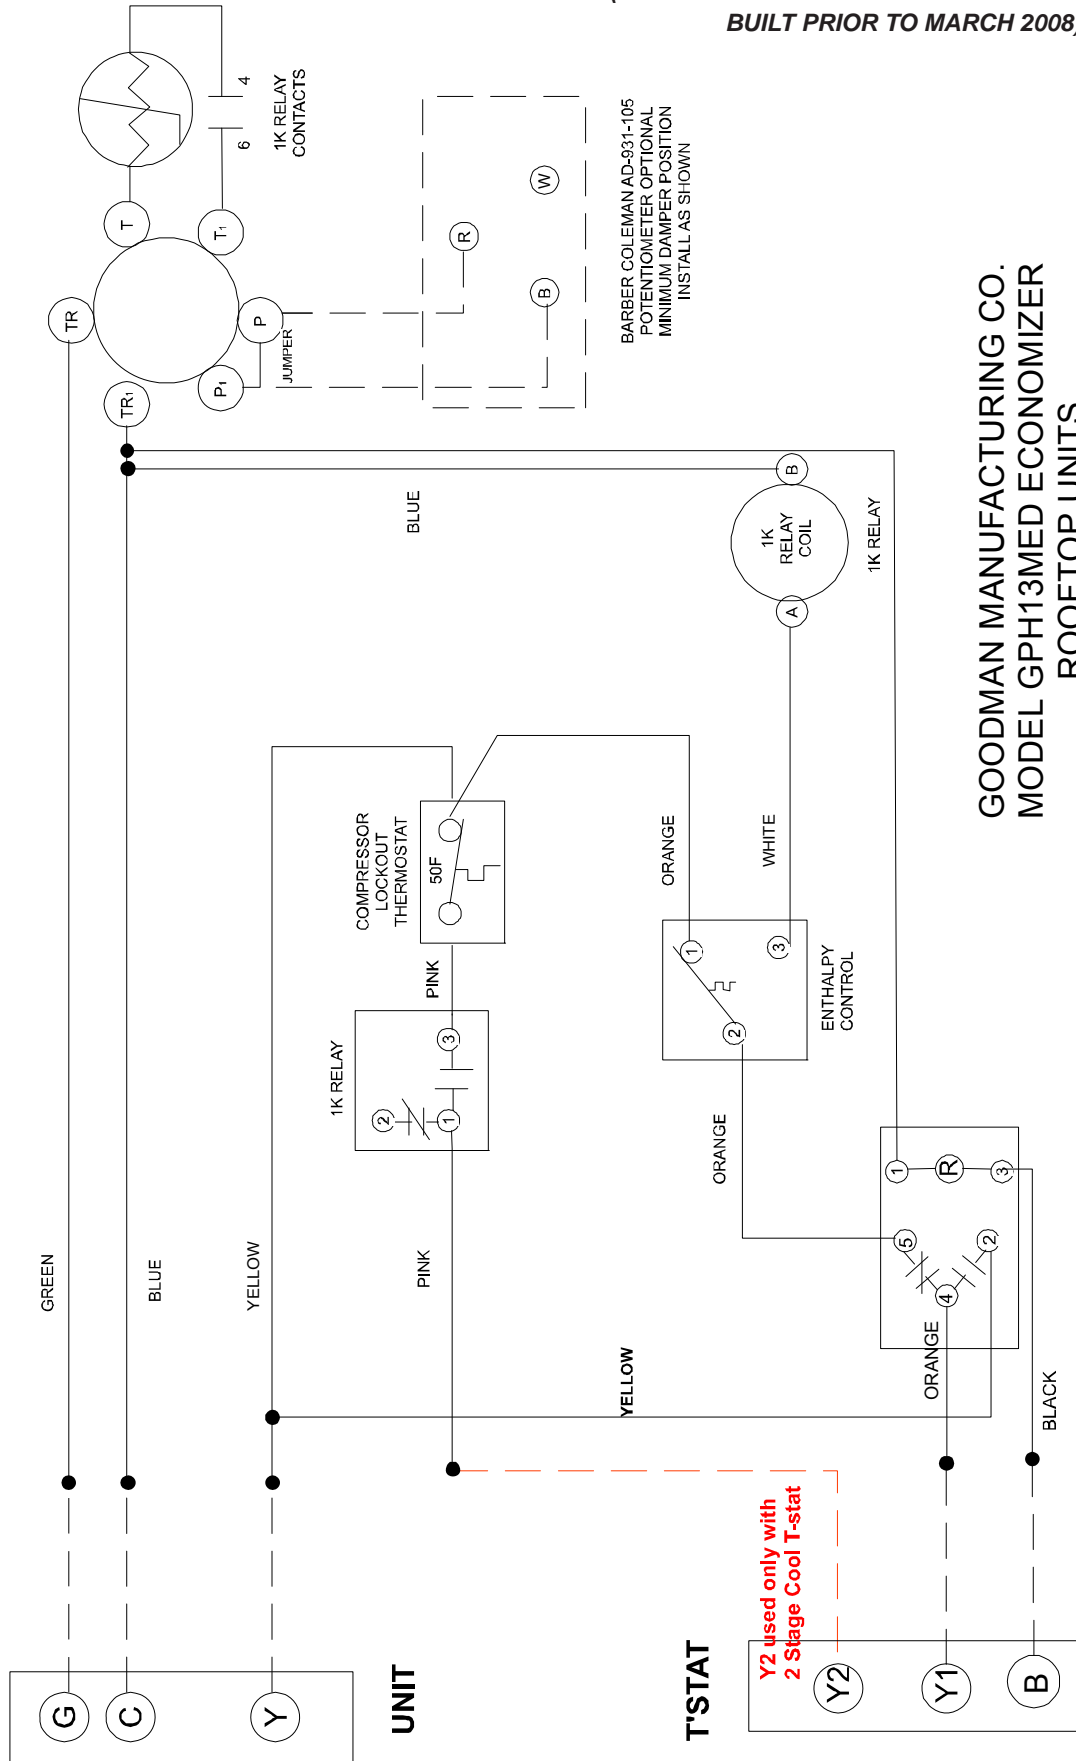 BUILT PRIOR TO MARCH 2008)
4
6
1K RELAY
CONTACTS
T
T1
TR
P
JUMPER
P1
TR1
R
W
B
BARBER COLEMAN AD-931-105
POTENTIOMETER OPTIONAL
MINIMUM DAMPER POSITION
INSTALL AS SHOWN
BLUE
B
1K
RELAY
COIL
A
1K RELAY
GOODMAN MANUFACTURING CO.
MODEL GPH13MED ECONOMIZER
ROOFTOP UNITS
COMPRESSOR
LOCKOUT
THERMOSTAT
50F
ORANGE
WHITE
PINK
1K RELAY
2
3
1
1
3
2
ENTHALPY
CONTROL
ORANGE
GREEN
BLUE
YELLOW
PINK
1
R
3
5
2
4
ORANGE
YELLOW
BLACK
G
C
Y
UNIT
T'STAT
Y2 used only with
2 Stage Cool T-stat
Y2
Y1
B